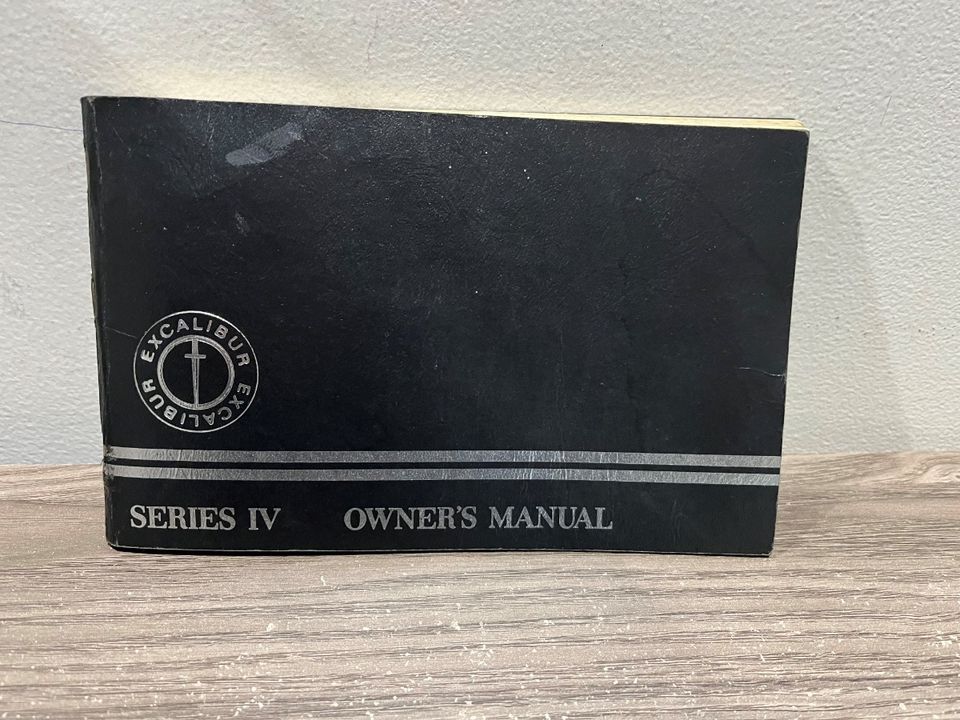 EXCALIBUR EXCALIBUR
SERIES IV OWNER'S MANUAL